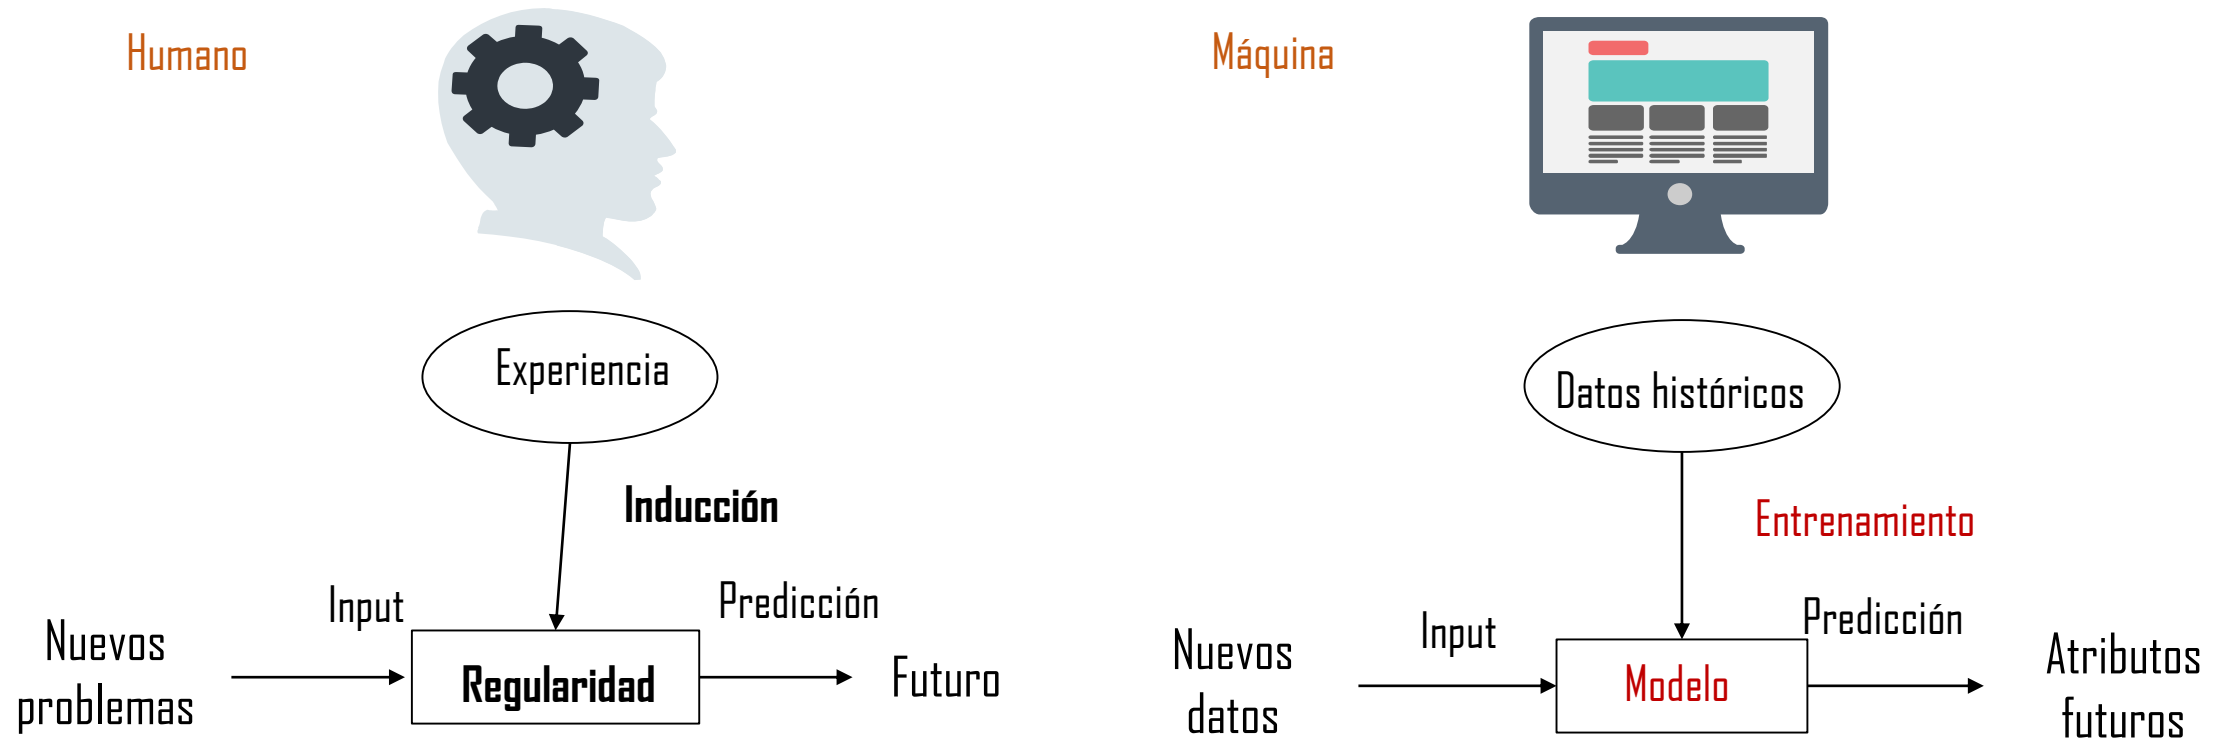 Humano
Experiencia
Inducción
Input
Predicción
Nuevos
problemas
Regularidad
Futuro
Máquina
Datos históricos
Entrenamiento
Input
Predicción
Nuevos
datos
Modelo
Atributos
futuros